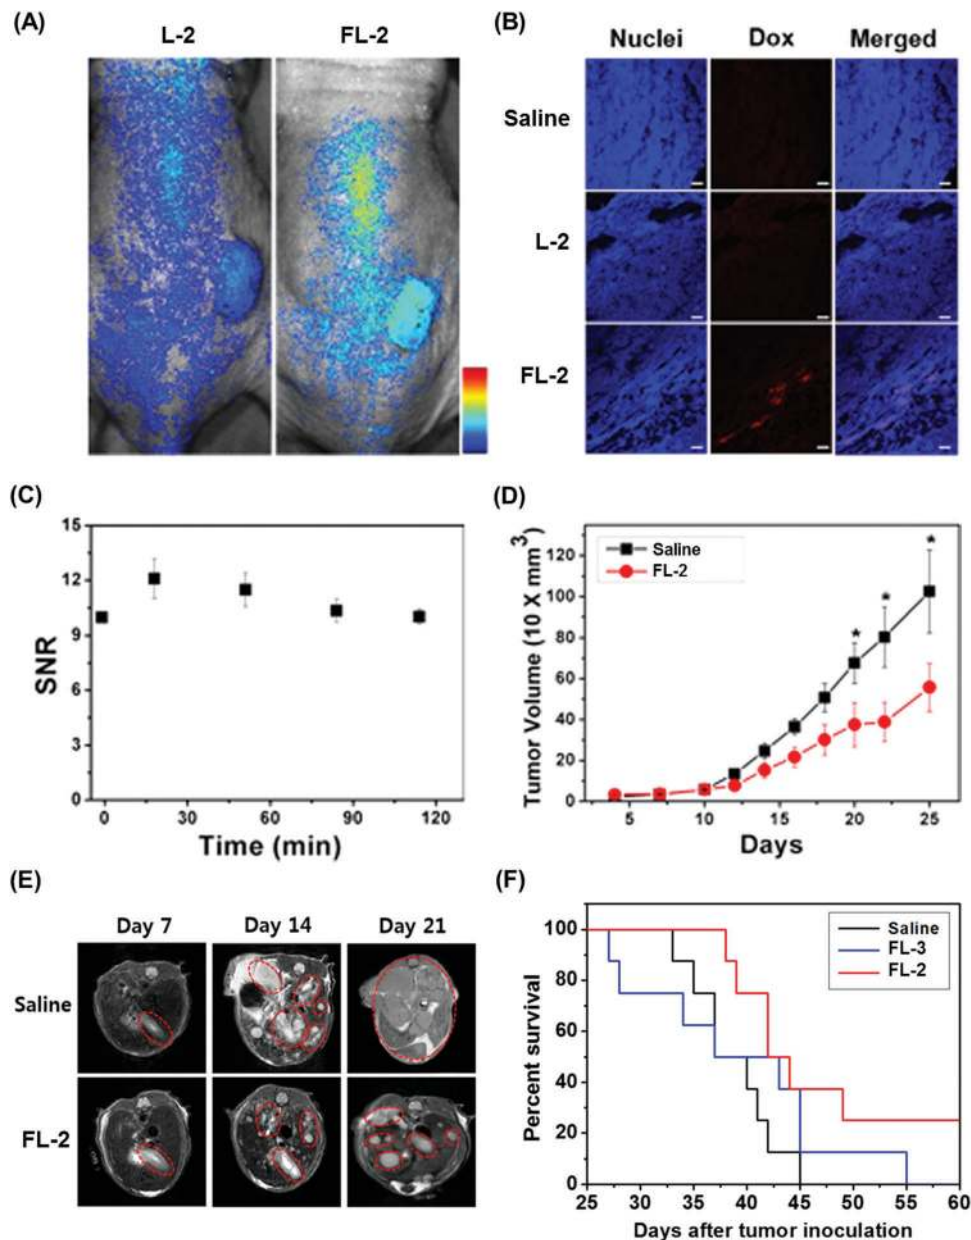 (A)
L-2 FL-2
(B)
Nuclei Dox Merged
Saline
L-2
FL-2
(C)
15
12
9
6
3
0
SNR
0 30 60 90 120
Time (min)
(D)
120
100
80
60
40
20
0
Tumor Volume (10 X mm³)
Saline
FL-2
* * *
5 10 15 20 25
Days
(E)
Day 7 Day 14 Day 21
Saline
FL-2
(F)
100
80
60
40
20
0
Percent survival
Saline
FL-3
FL-2
25 30 35 40 45 50 55 60
Days after tumor inoculation